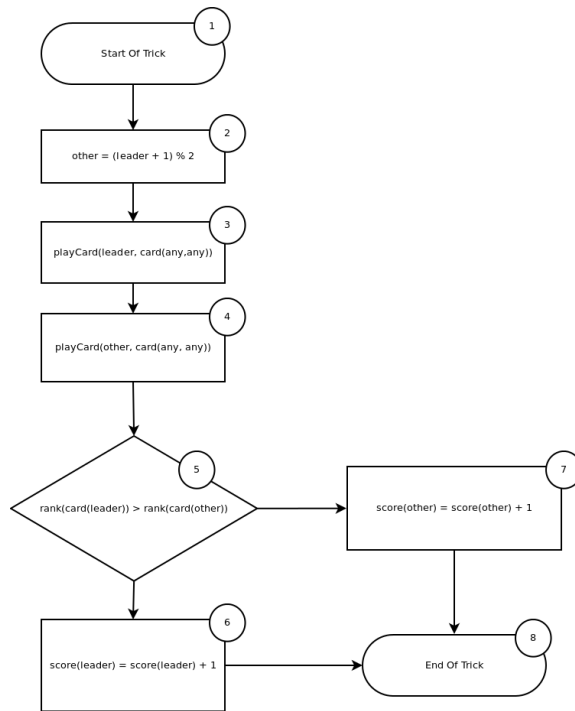 1
Start Of Trick
2
other = (leader + 1) % 2
3
playCard(leader, card(any,any))
4
playCard(other, card(any, any))
5
rank(card(leader)) > rank(card(other))
7
score(other) = score(other) + 1
6
score(leader) = score(leader) + 1
8
End Of Trick